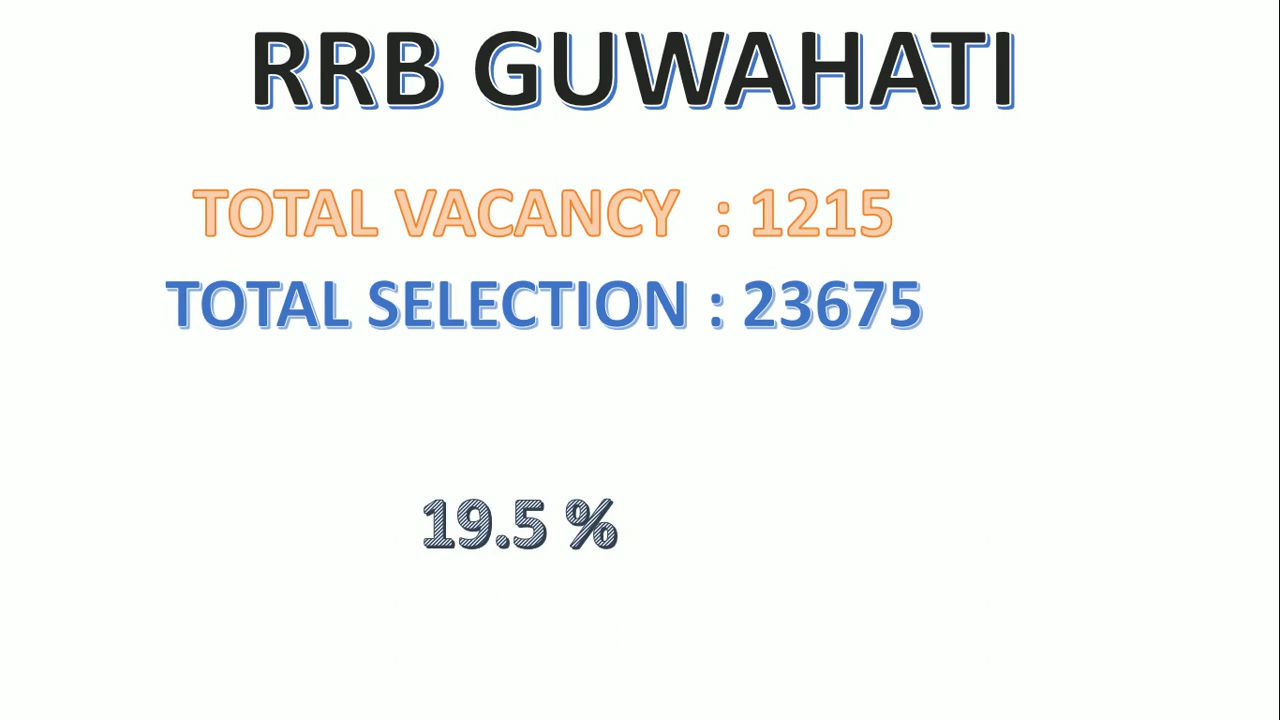 RRB GUWAHATI
TOTAL VACANCY : 1215
TOTAL SELECTION : 23675
19.5 %